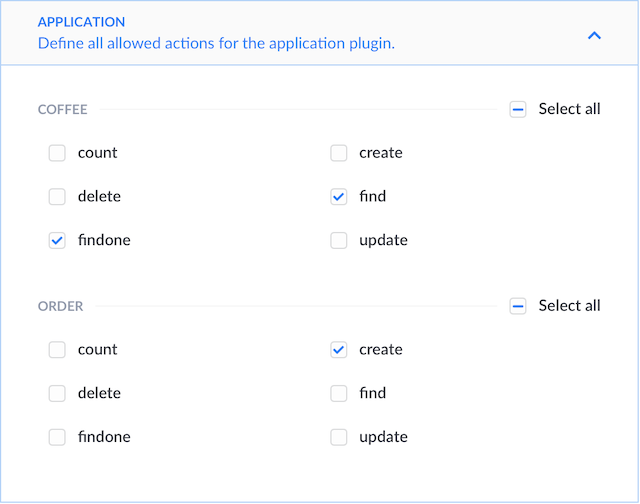 APPLICATION
Define all allowed actions for the application plugin.
COFFEE Select all
count create
delete find
findone update
ORDER Select all
count create
delete find
findone update